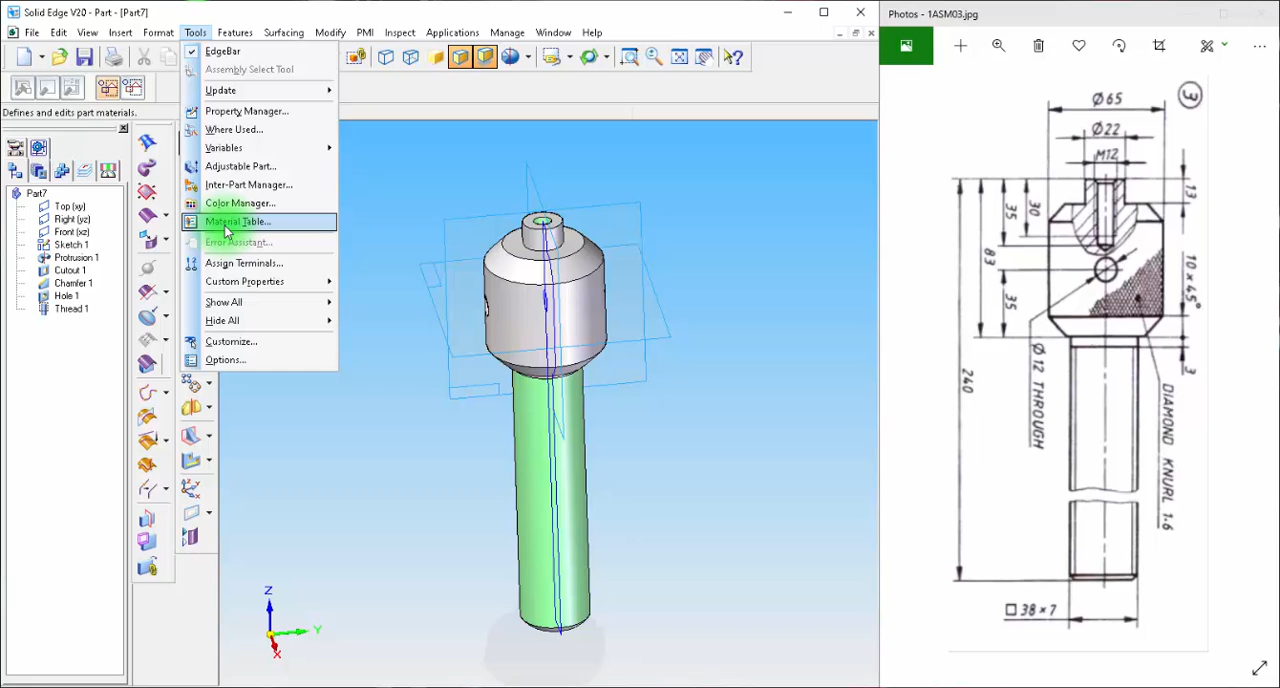 Solid Edge V20 - Part - [Part7]
File Edit View Insert Format Tools Features Surfacing Modify PMI Inspect Applications Manage Window Help
Defines and edits part materials.
Part7
Top (xy)
Right (yz)
Front (xz)
Sketch 1
Protrusion 1
Cutout 1
Chamfer 1
Hole 1
Thread 1
EdgeBar
Assembly Select Tool
Update
Property Manager...
Where Used...
Variables
Adjustable Part...
Inter-Part Manager...
Color Manager...
Material Table...
Error Assistant...
Assign Terminals...
Custom Properties
Show All
Hide All
Customize...
Options...
Z
Y
X
Photos - 1ASM03.jpg
3
Ø65
Ø22
M12
13
35
30
83
35
10 × 45°
3
240
Ø 12 THROUGH
DIAMOND KNURL 1·6
□ 38 × 7